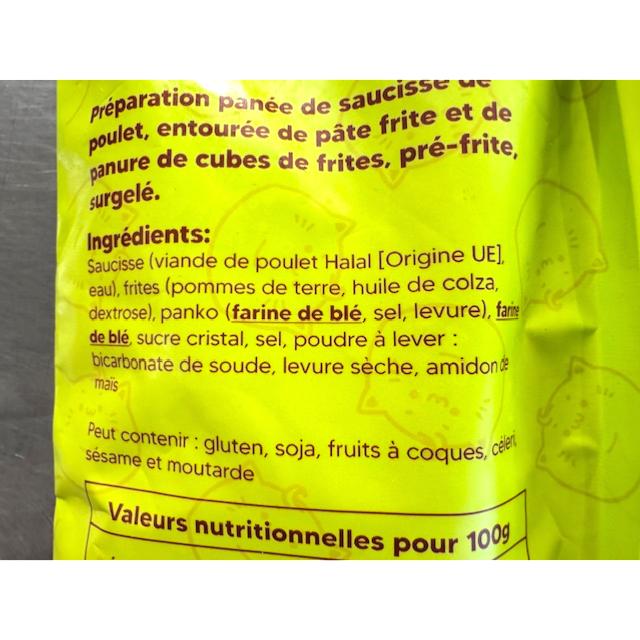 Préparation panée de saucisse de
poulet, entourée de pâte frite et de
panure de cubes de frites, pré-frite,
surgelé.
Ingrédients:
Saucisse (viande de poulet Halal [Origine UE],
eau), frites (pommes de terre, huile de colza,
dextrose), panko (farine de blé, sel, levure), farine
de blé, sucre cristal, sel, poudre à lever :
bicarbonate de soude, levure sèche, amidon de
maïs
Peut contenir : gluten, soja, fruits à coques, céleri,
sésame et moutarde
Valeurs nutritionnelles pour 100g